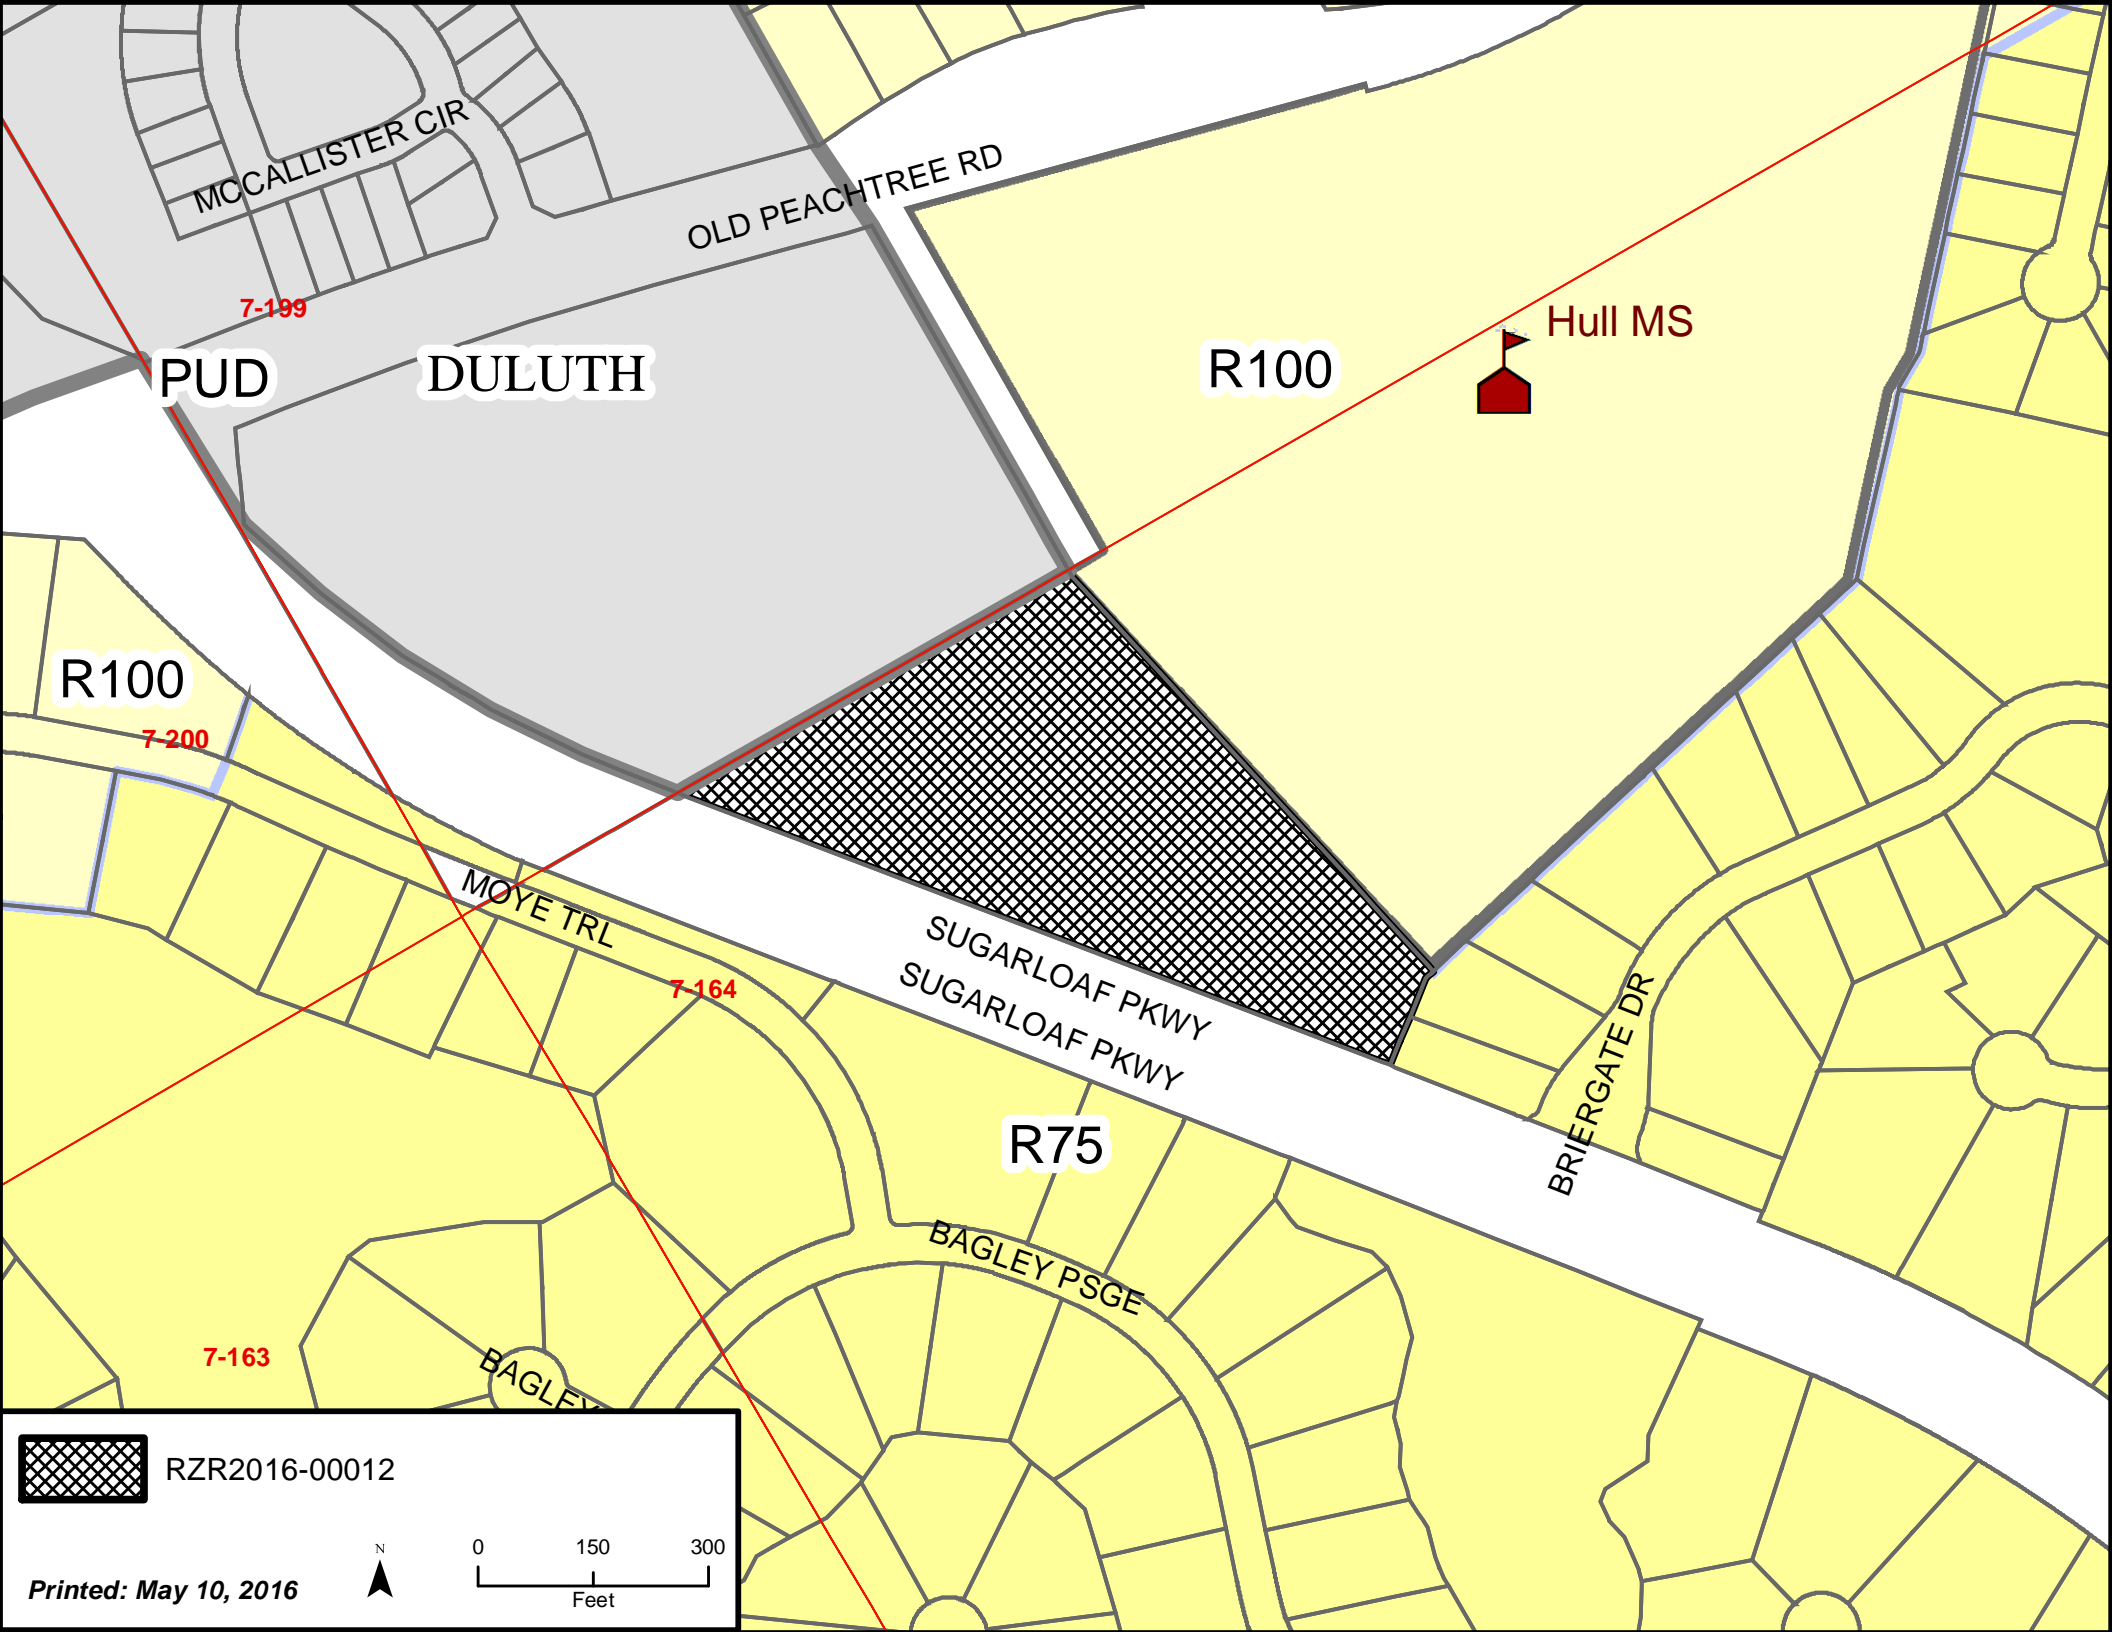 MCCALLISTER CIR
OLD PEACHTREE RD
7-199
PUD
DULUTH
R100
Hull MS
R100
7-200
MOYE TRL
7-164
SUGARLOAF PKWY
SUGARLOAF PKWY
BRIERGATE DR
R75
BAGLEY PSGE
7-163
BAGLEY
RZR2016-00012
Printed: May 10, 2016
N
0 150 300
Feet